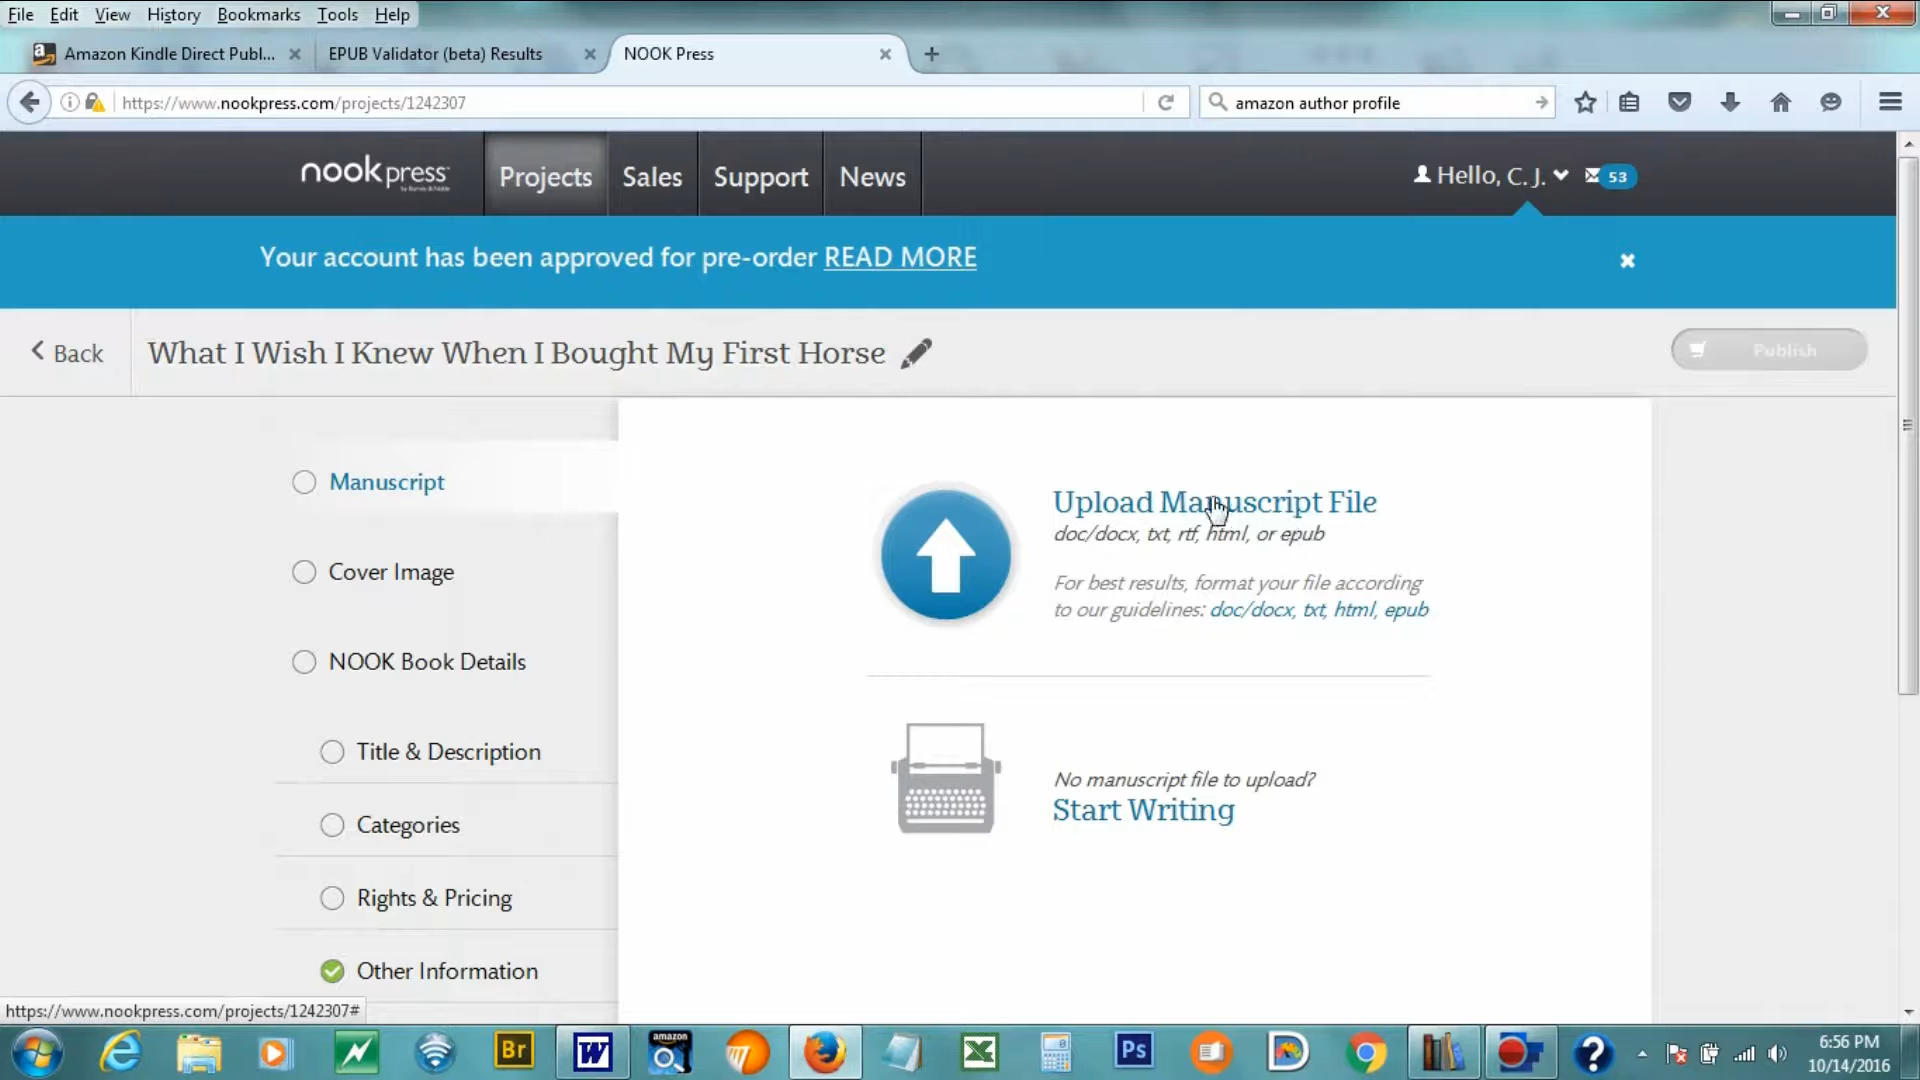 File Edit View History Bookmarks Tools Help
Amazon Kindle Direct Publ...
EPUB Validator (beta) Results
NOOK Press
https://www.nookpress.com/projects/1242307
amazon author profile
nook press
Projects
Sales
Support
News
Hello, C. J.
53
Your account has been approved for pre-order READ MORE
Back
What I Wish I Knew When I Bought My First Horse
Publish
Manuscript
Cover Image
NOOK Book Details
Title & Description
Categories
Rights & Pricing
Other Information
Upload Manuscript File
doc/docx, txt, rtf, html, or epub
For best results, format your file according
to our guidelines: doc/docx, txt, html, epub
No manuscript file to upload?
Start Writing
https://www.nookpress.com/projects/1242307#
Br
W
amazon
Ps
6:56 PM
10/14/2016